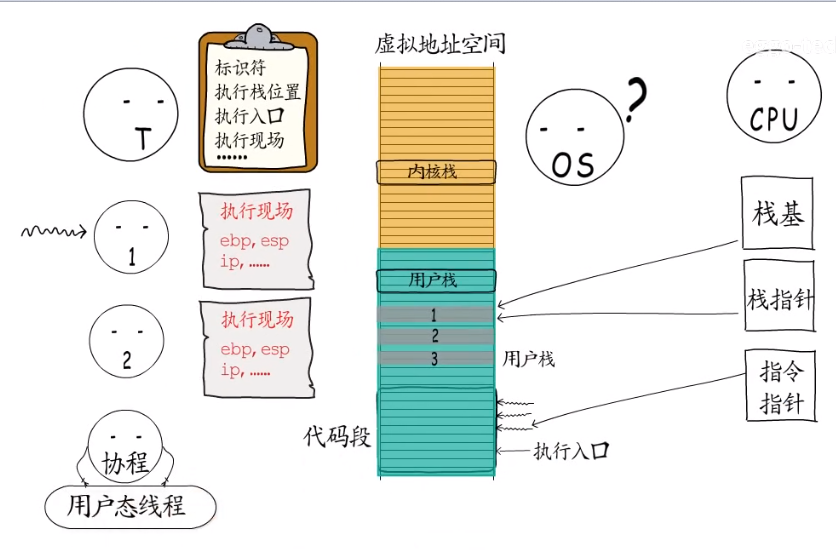 虚拟地址空间
T
标识符
执行栈位置
执行入口
执行现场
······
OS
?
CPU
内核栈
1
执行现场
ebp,esp
ip,……
用户栈
1
2
3
用户栈
栈基
栈指针
2
执行现场
ebp,esp
ip,……
指令
指针
代码段
执行入口
协程
用户态线程